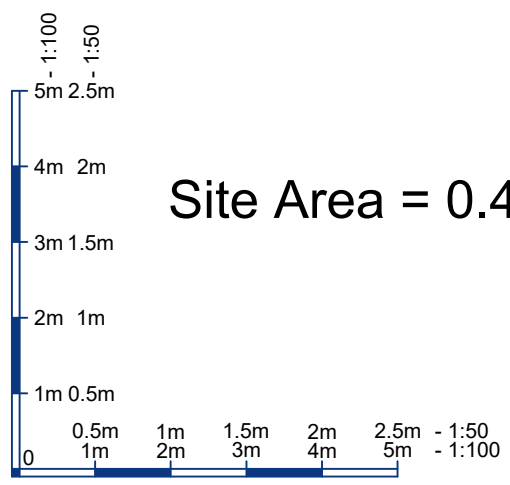 - 1:100 - 1:50
5m 2.5m
4m 2m
Site Area = 0.4
3m 1.5m
2m 1m
1m 0.5m
0.5m 1m 1.5m 2m 2.5m - 1:50
0 1m 2m 3m 4m 5m - 1:100